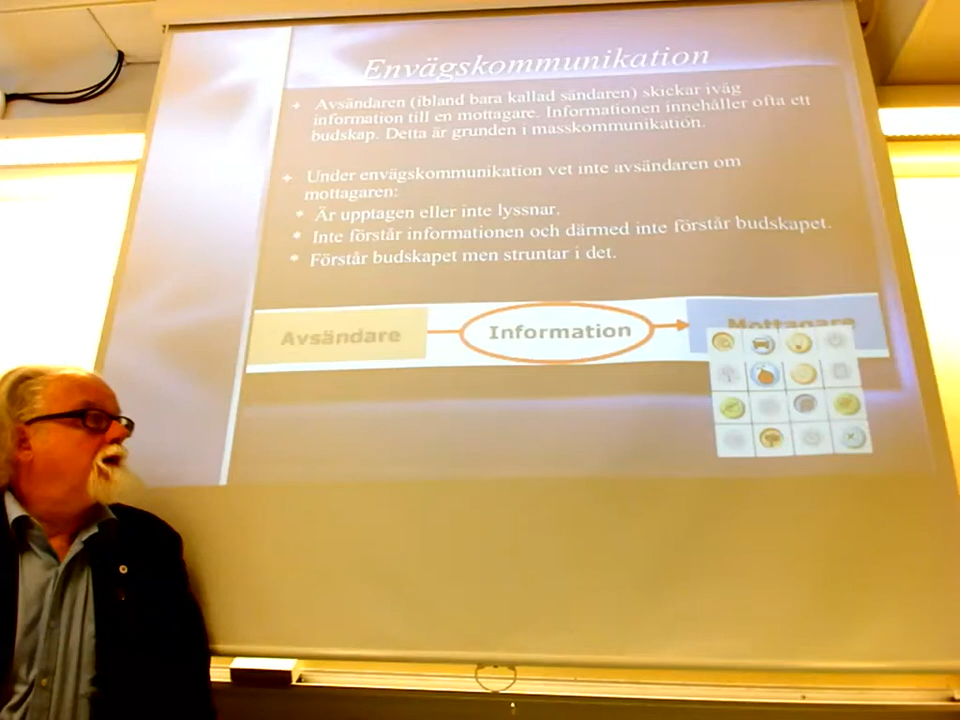 Envägskommunikation
Avsändaren (ibland bara kallad sändaren) skickar iväg
information till en mottagare. Informationen innehåller ofta ett
budskap. Detta är grunden i masskommunikation.
Under envägskommunikation vet inte avsändaren om
mottagaren:
* Är upptagen eller inte lyssnar.
* Inte förstår informationen och därmed inte förstår budskapet.
* Förstår budskapet men struntar i det.
Avsändare Information Mottagare